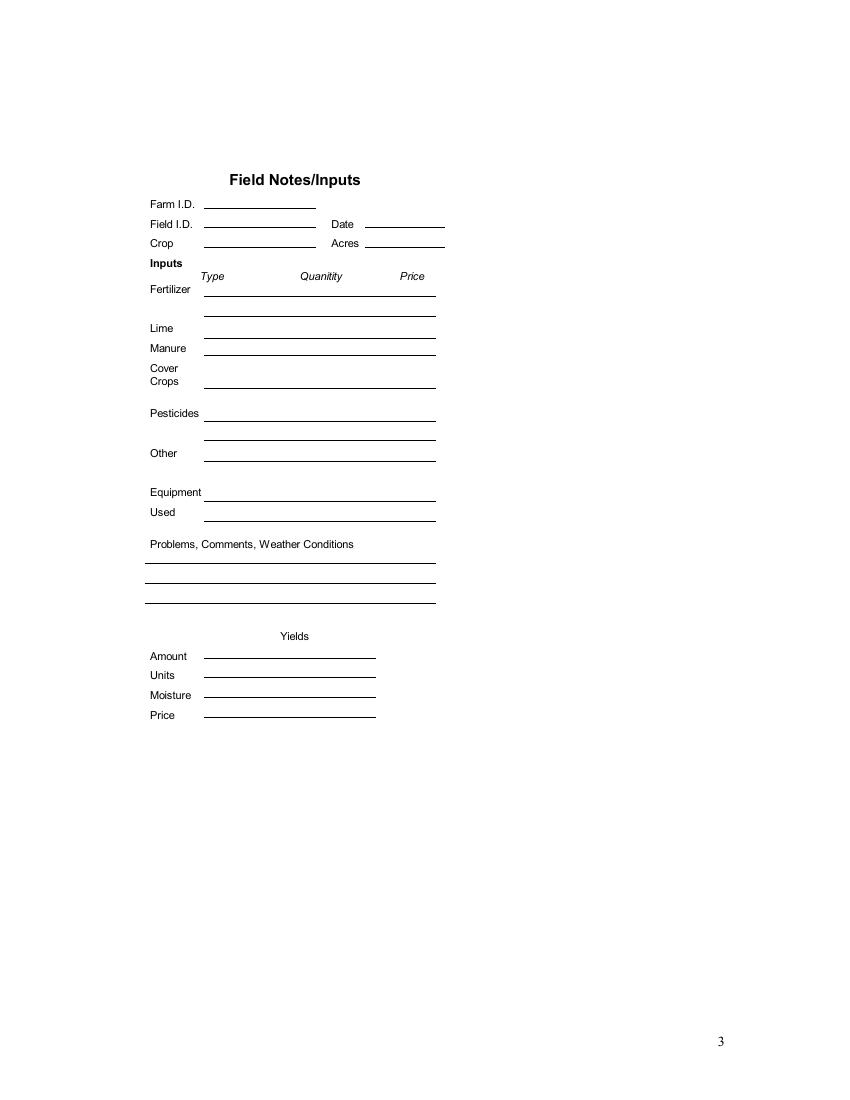 Field Notes/Inputs
Farm I.D.
Field I.D. Date
Crop Acres
Inputs
Type Quanitity Price
Fertilizer
Lime
Manure
Cover
Crops
Pesticides
Other
Equipment
Used
Problems, Comments, Weather Conditions
Yields
Amount
Units
Moisture
Price
3